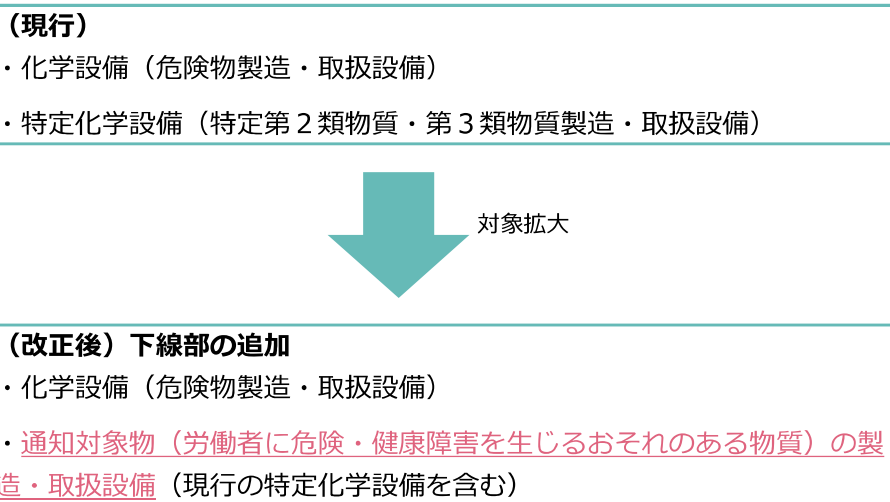 （現行）
・化学設備（危険物製造・取扱設備）
・特定化学設備（特定第２類物質・第３類物質製造・取扱設備）
対象拡大
（改正後）下線部の追加
・化学設備（危険物製造・取扱設備）
・通知対象物（労働者に危険・健康障害を生じるおそれのある物質）の製
造・取扱設備（現行の特定化学設備を含む）